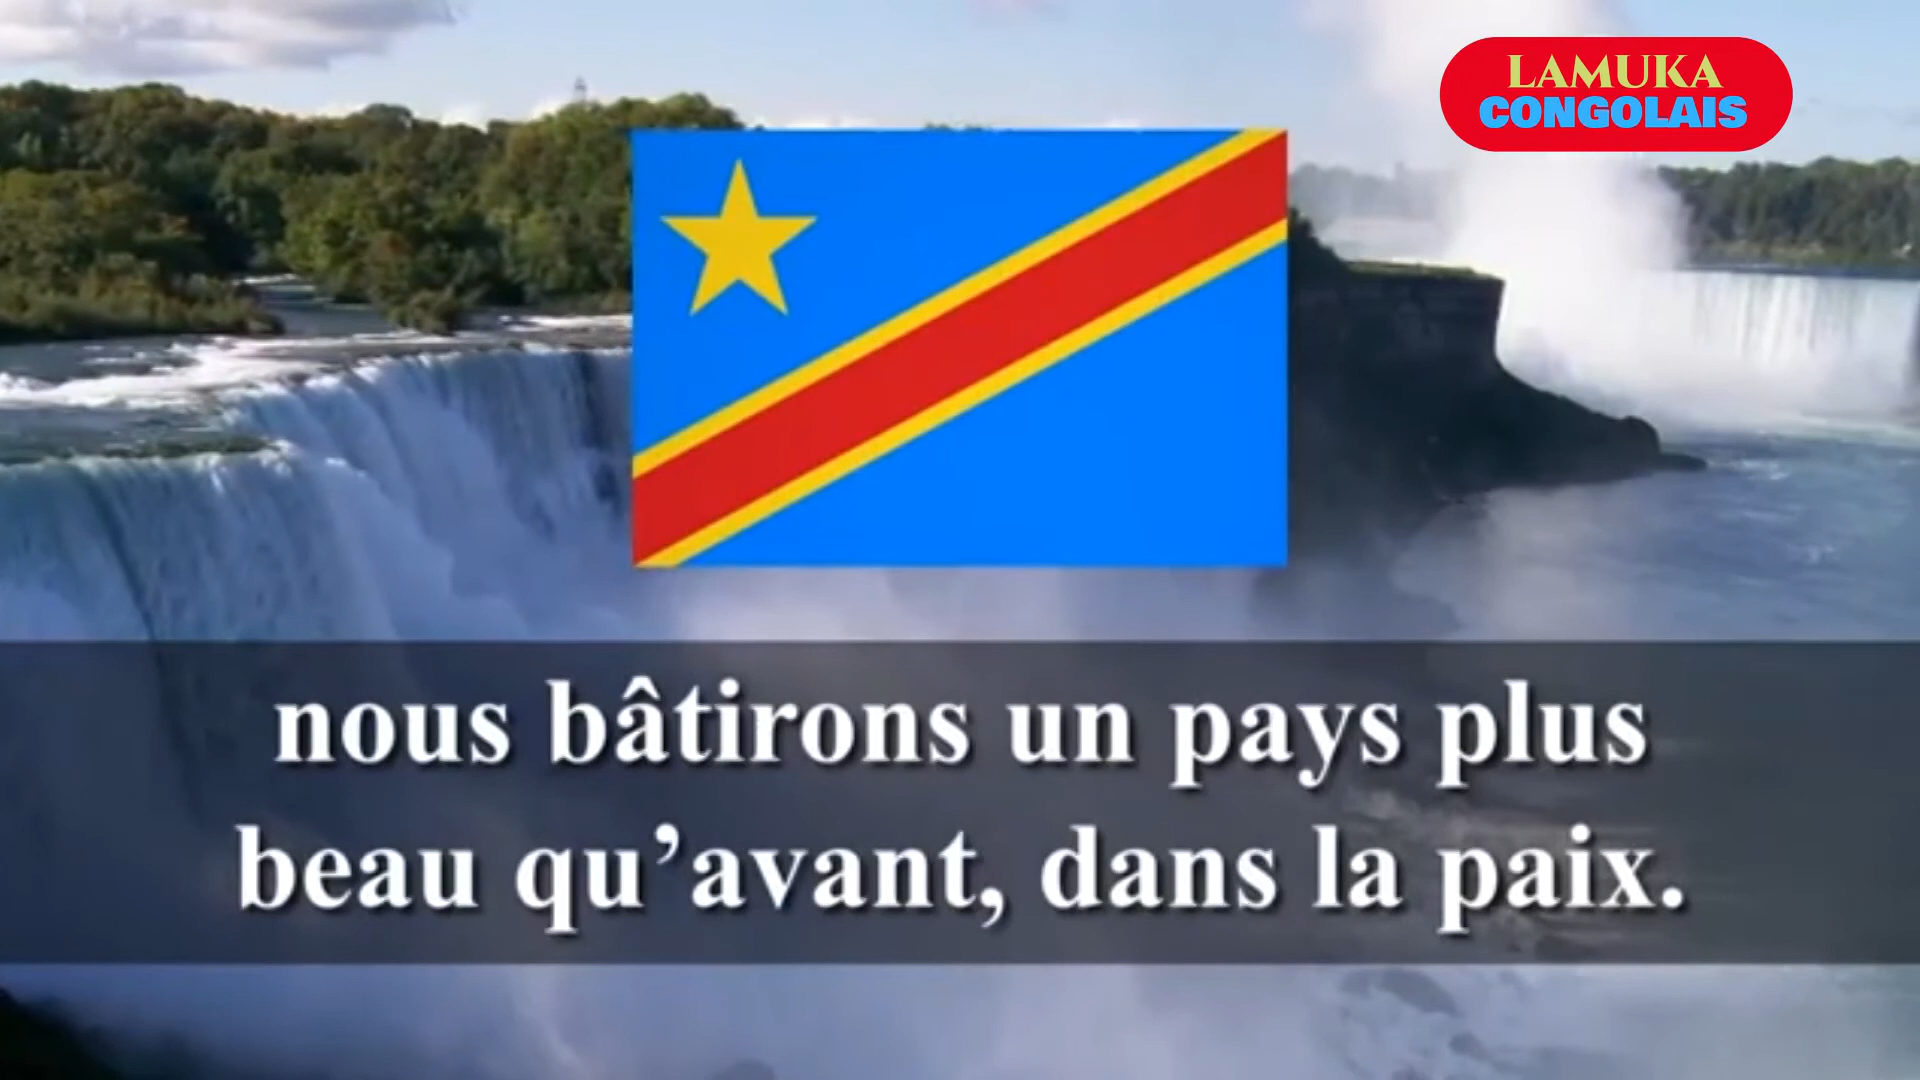 LAMUKA
CONGOLAIS
nous bâtirons un pays plus
beau qu’avant, dans la paix.